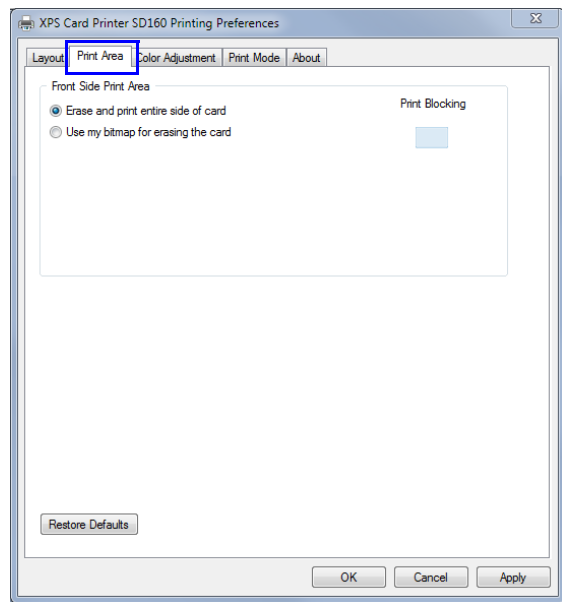 XPS Card Printer SD160 Printing Preferences
Layout Print Area Color Adjustment Print Mode About
Front Side Print Area
Erase and print entire side of card
Print Blocking
Use my bitmap for erasing the card
Restore Defaults
OK Cancel Apply